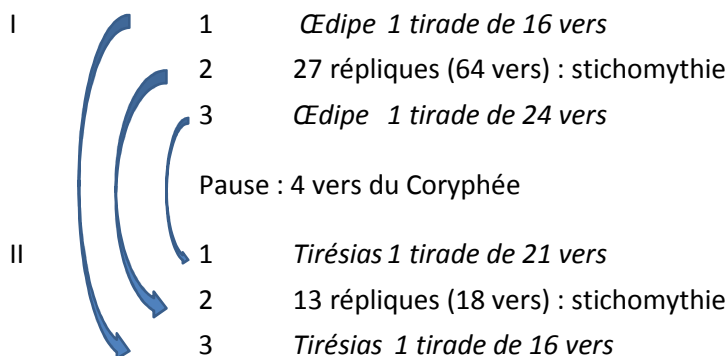 I 1 Œdipe 1 tirade de 16 vers
2 27 répliques (64 vers) : stichomythie
3 Œdipe 1 tirade de 24 vers
Pause : 4 vers du Coryphée
II 1 Tirésias 1 tirade de 21 vers
2 13 répliques (18 vers) : stichomythie
3 Tirésias 1 tirade de 16 vers